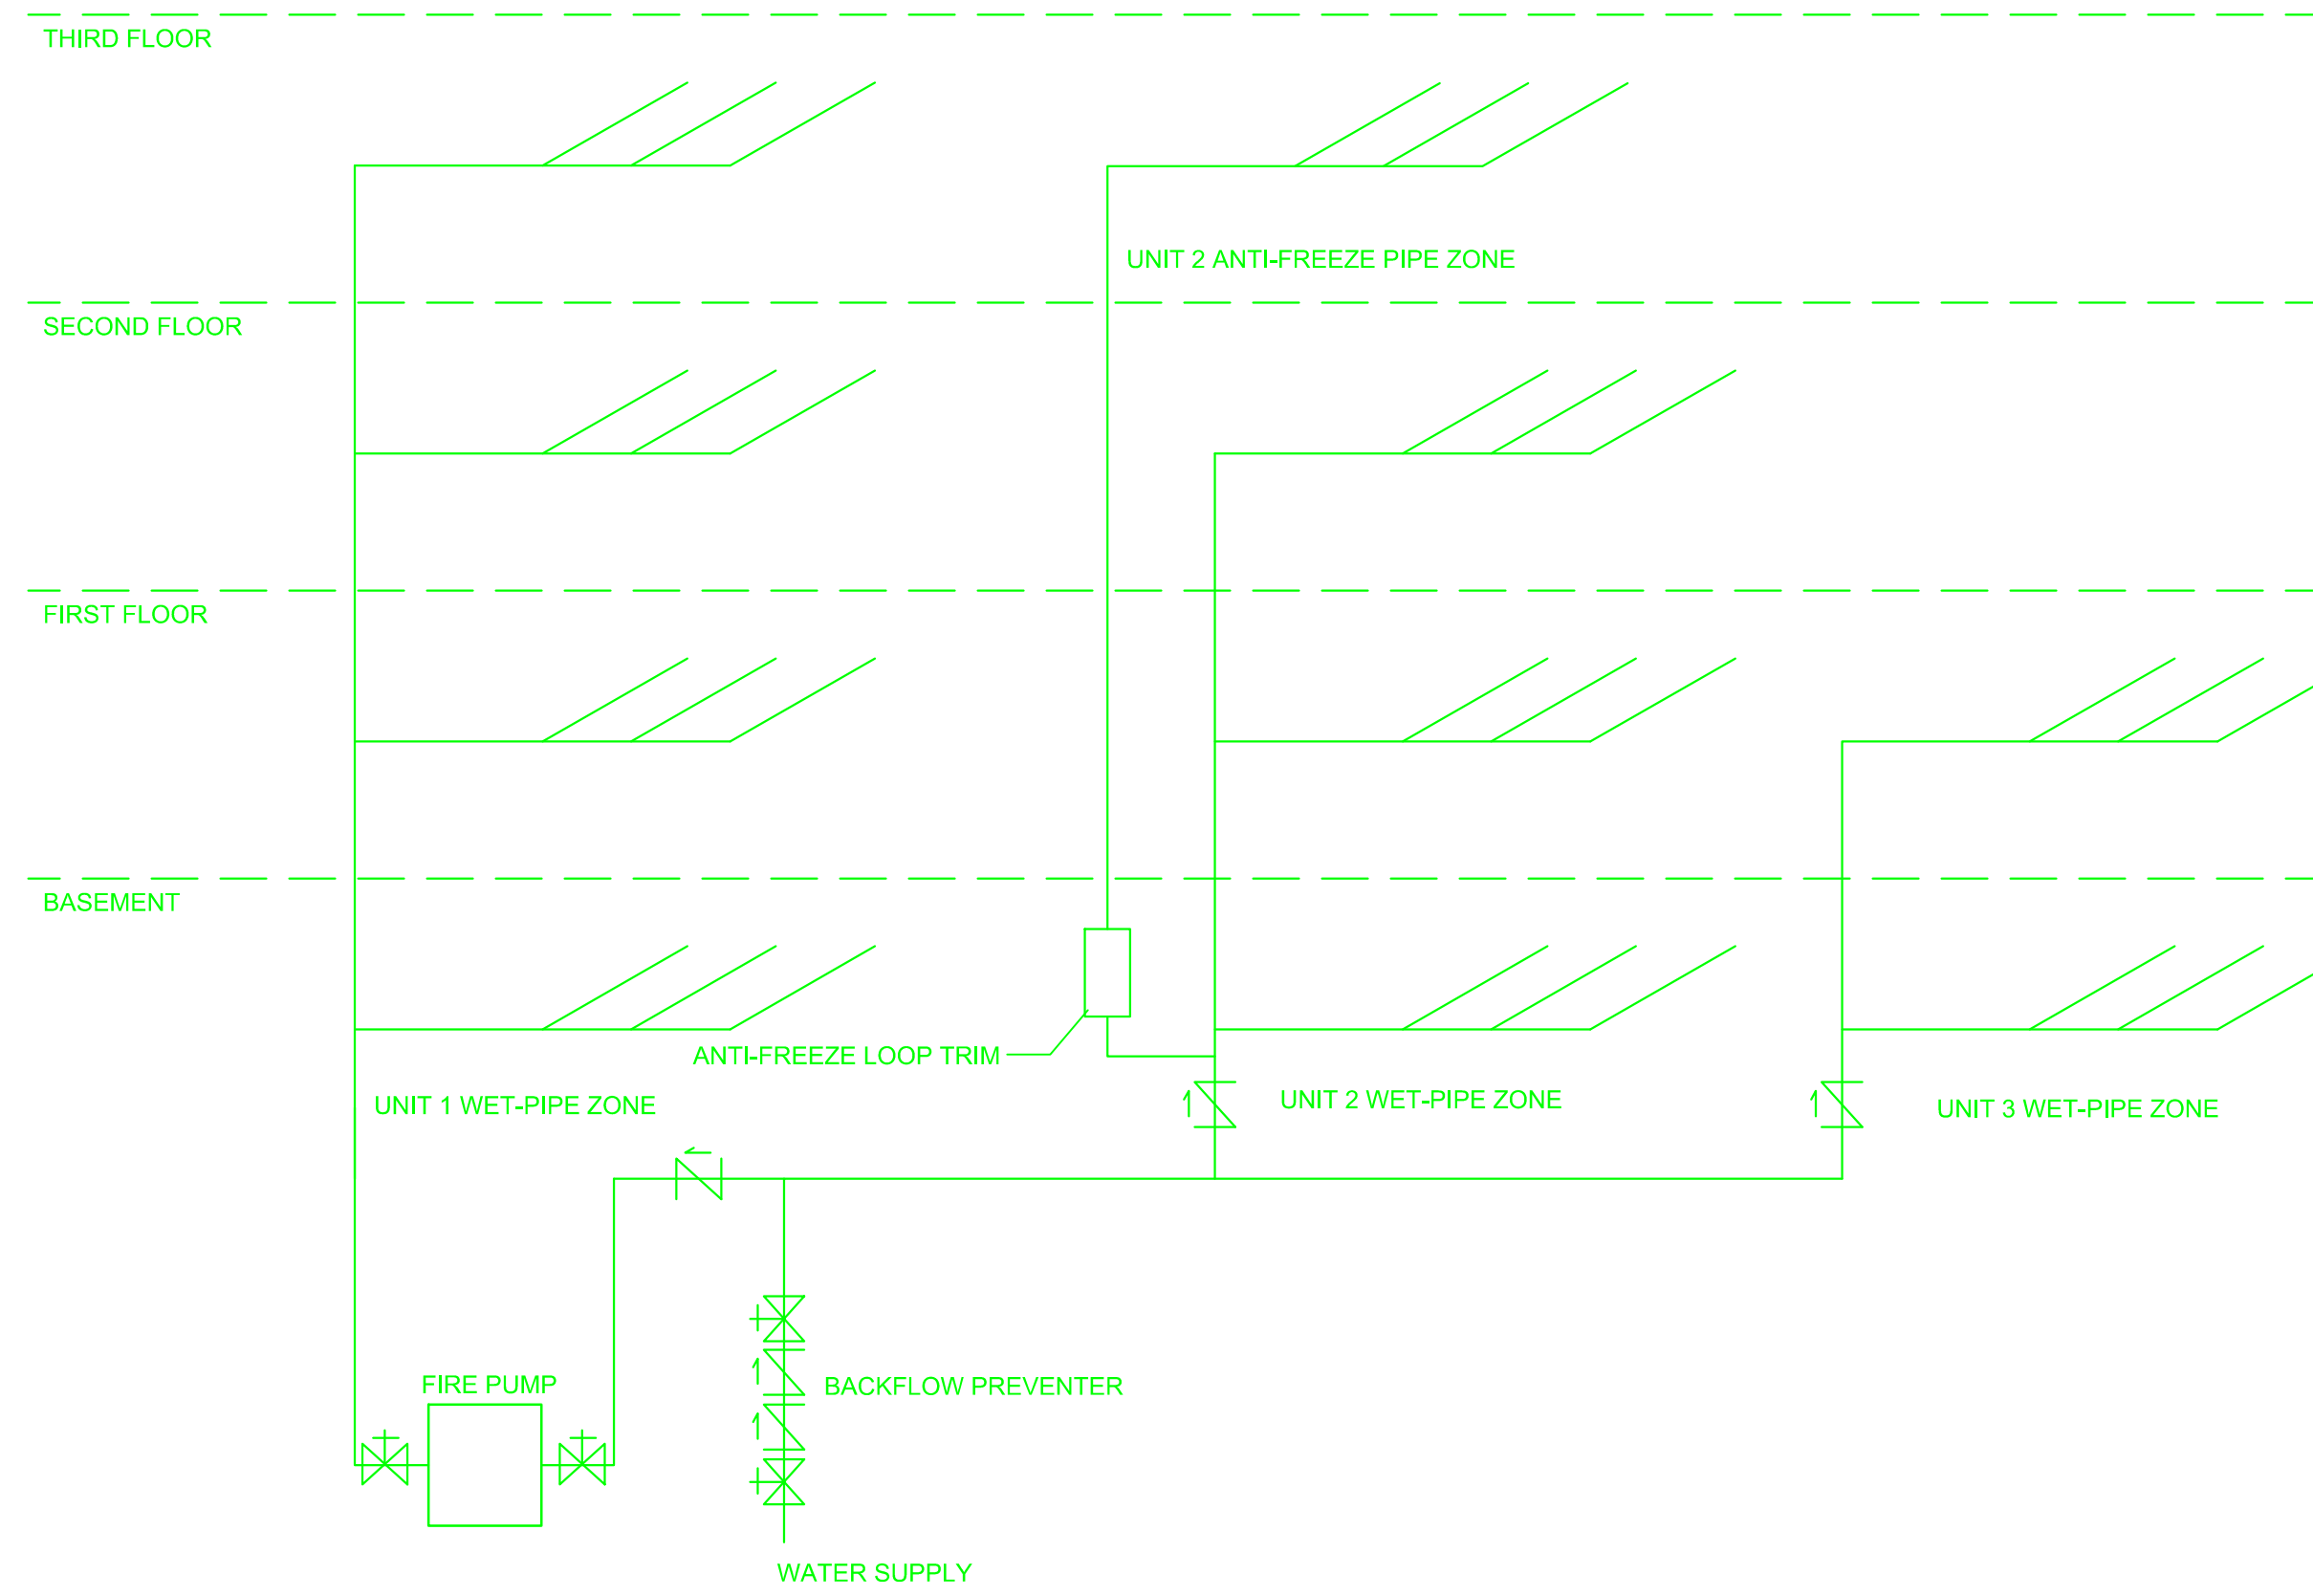 THIRD FLOOR
UNIT 2 ANTI-FREEZE PIPE ZONE
SECOND FLOOR
FIRST FLOOR
BASEMENT
ANTI-FREEZE LOOP TRIM
UNIT 1 WET-PIPE ZONE
UNIT 2 WET-PIPE ZONE
UNIT 3 WET-PIPE ZONE
FIRE PUMP
BACKFLOW PREVENTER
WATER SUPPLY